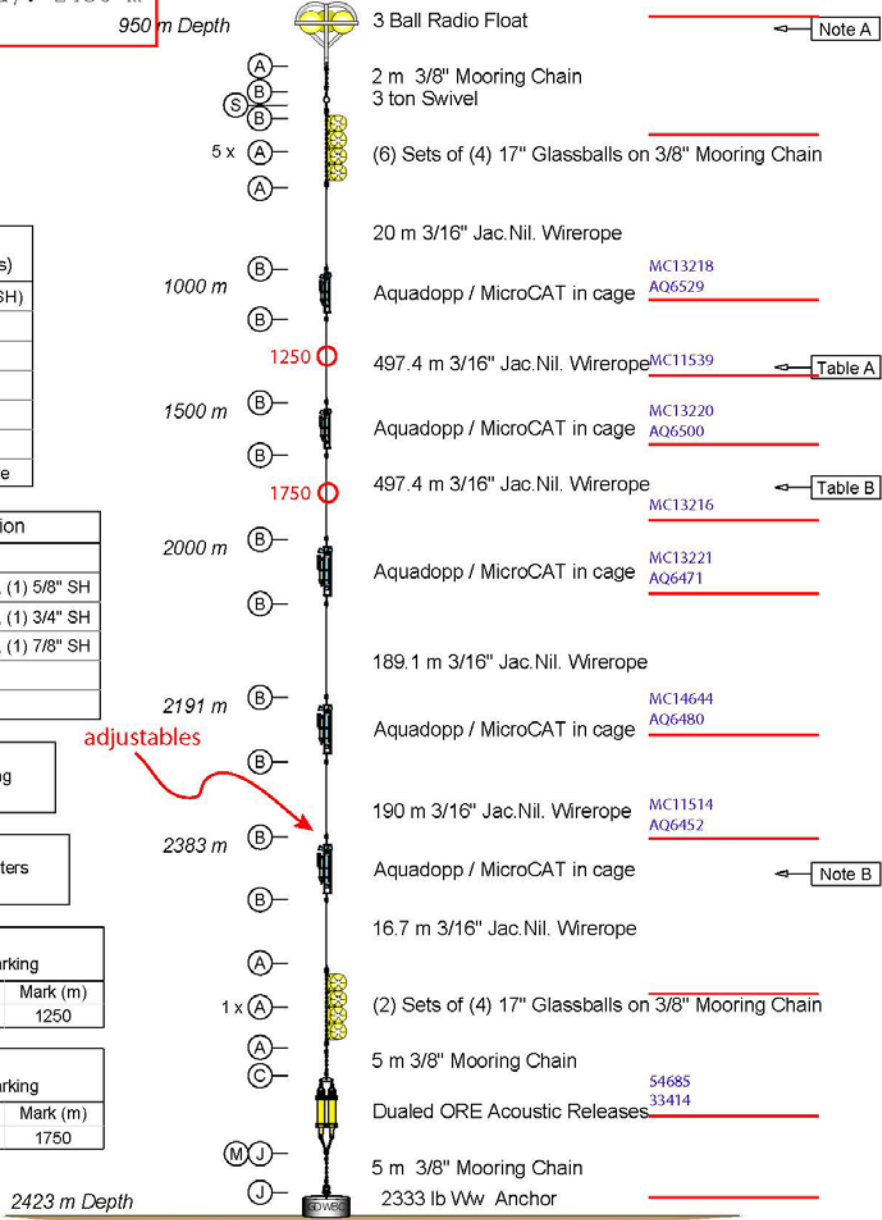 950 m Depth
3 Ball Radio Float
Note A
A
2 m 3/8" Mooring Chain
B
3 ton Swivel
S
B
5 x A
(6) Sets of (4) 17" Glassballs on 3/8" Mooring Chain
A
20 m 3/16" Jac.Nil. Wirerope
s)
SH)
B
MC13218
1000 m
Aquadopp / MicroCAT in cage
AQ6529
B
1250
497.4 m 3/16" Jac.Nil. Wirerope
MC11539
Table A
B
1500 m
MC13220
Aquadopp / MicroCAT in cage
AQ6500
B
e
1750
497.4 m 3/16" Jac.Nil. Wirerope
Table B
MC13216
ion
B
2000 m
MC13221
Aquadopp / MicroCAT in cage
AQ6471
, (1) 5/8" SH
B
, (1) 3/4" SH
, (1) 7/8" SH
189.1 m 3/16" Jac.Nil. Wirerope
B
2191 m
MC14644
Aquadopp / MicroCAT in cage
AQ6480
adjustables
B
g
190 m 3/16" Jac.Nil. Wirerope
MC11514
AQ6452
B
2383 m
ters
Aquadopp / MicroCAT in cage
Note B
B
16.7 m 3/16" Jac.Nil. Wirerope
A
arking
Mark (m)
1250
1 x A
(2) Sets of (4) 17" Glassballs on 3/8" Mooring Chain
A
5 m 3/8" Mooring Chain
C
arking
Mark (m)
1750
54685
33414
Dualed ORE Acoustic Releases
M J
5 m 3/8" Mooring Chain
J
2423 m Depth
GDWBC
2333 lb Ww Anchor